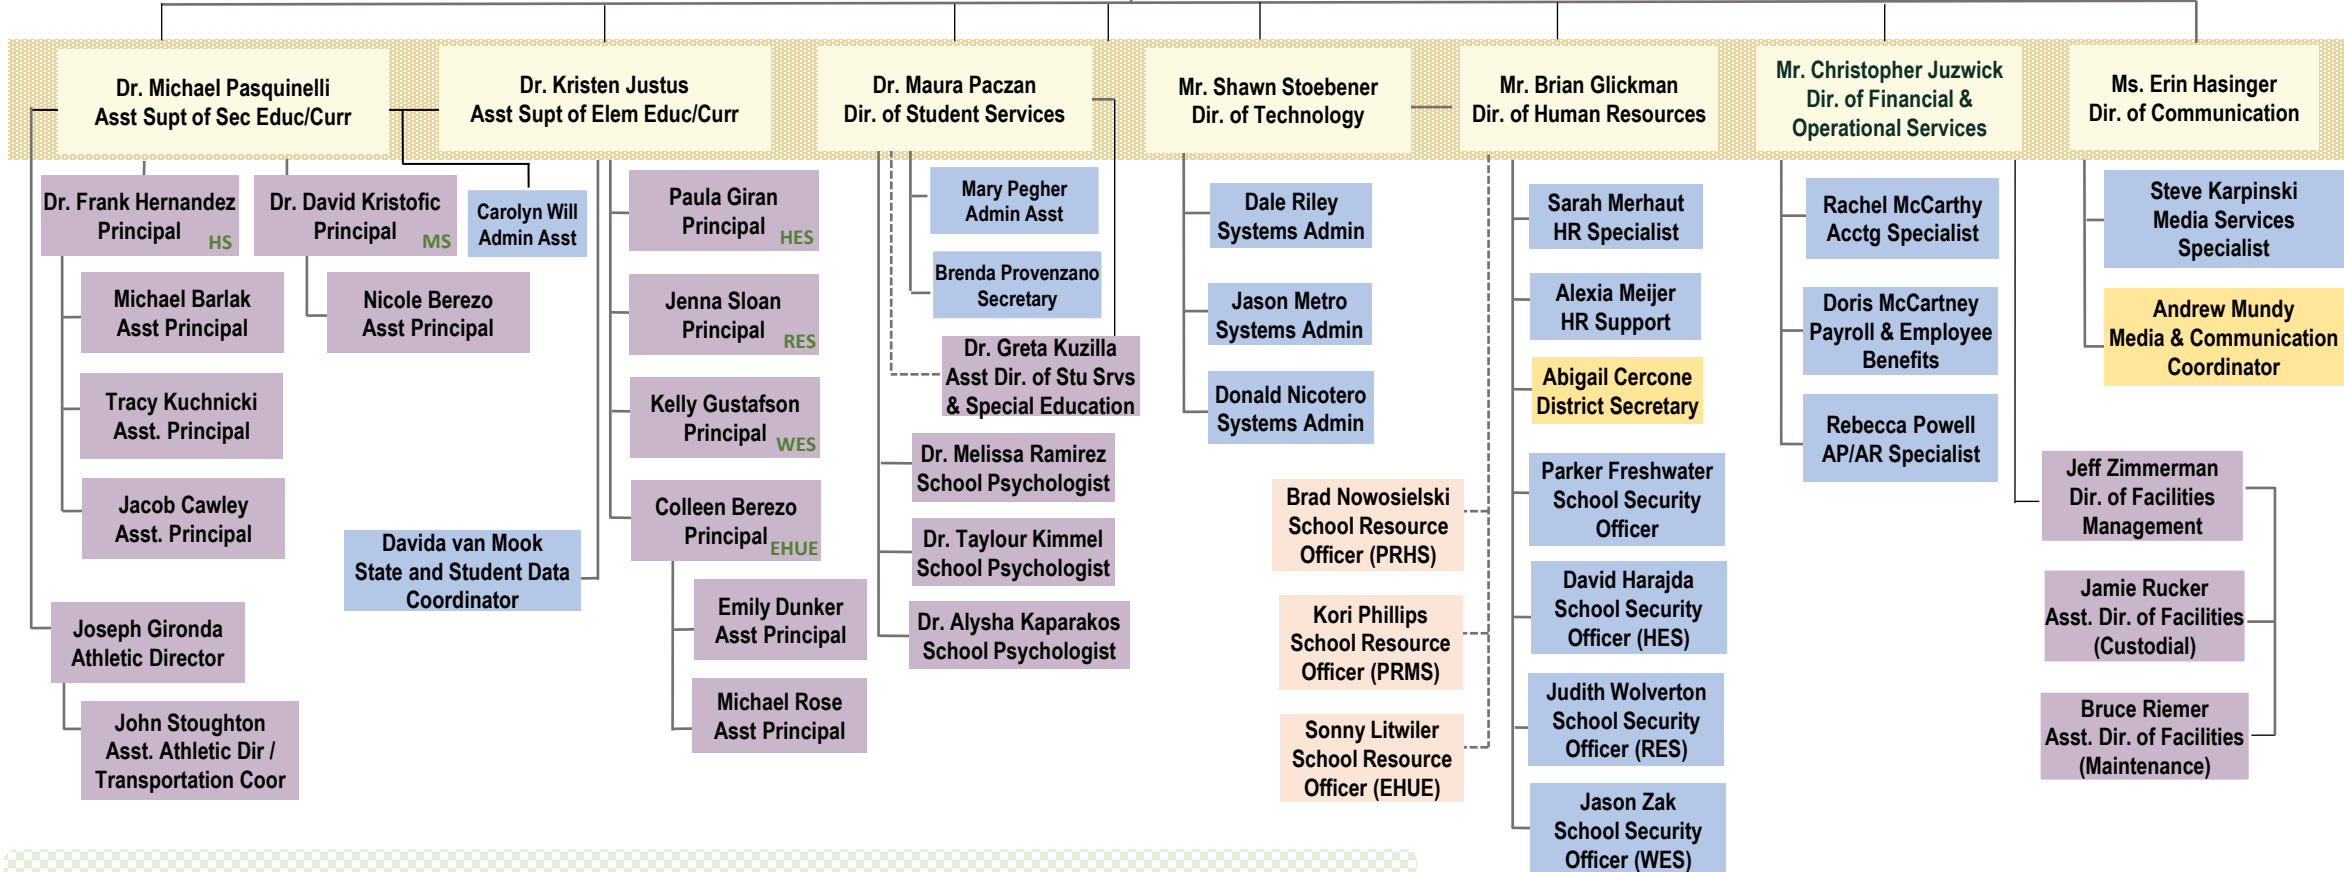 Dr. Michael Pasquinelli
Asst Supt of Sec Educ/Curr
Dr. Kristen Justus
Asst Supt of Elem Educ/Curr
Dr. Maura Paczan
Dir. of Student Services
Mr. Shawn Stoebener
Dir. of Technology
Mr. Brian Glickman
Dir. of Human Resources
Mr. Christopher Juzwick
Dir. of Financial &
Operational Services
Ms. Erin Hasinger
Dir. of Communication
Dr. Frank Hernandez
Principal
HS
Michael Barlak
Asst Principal
Tracy Kuchnicki
Asst. Principal
Jacob Cawley
Asst. Principal
Joseph Gironda
Athletic Director
John Stoughton
Asst. Athletic Dir /
Transportation Coor
Dr. David Kristofic
Principal
MS
Nicole Berezo
Asst Principal
Carolyn Will
Admin Asst
Davida van Mook
State and Student Data
Coordinator
Paula Giran
Principal
HES
Jenna Sloan
Principal
RES
Kelly Gustafson
Principal
WES
Colleen Berezo
Principal
EHUE
Emily Dunker
Asst Principal
Michael Rose
Asst Principal
Mary Pegher
Admin Asst
Brenda Provenzano
Secretary
Dr. Greta Kuzilla
Asst Dir. of Stu Srvs
& Special Education
Dr. Melissa Ramirez
School Psychologist
Dr. Taylour Kimmel
School Psychologist
Dr. Alysha Kaparakos
School Psychologist
Dale Riley
Systems Admin
Jason Metro
Systems Admin
Donald Nicotero
Systems Admin
Brad Nowosielski
School Resource
Officer (PRHS)
Kori Phillips
School Resource
Officer (PRMS)
Sonny Litwiler
School Resource
Officer (EHUE)
Sarah Merhaut
HR Specialist
Alexia Meijer
HR Support
Abigail Cercone
District Secretary
Parker Freshwater
School Security
Officer
David Harajda
School Security
Officer (HES)
Judith Wolverton
School Security
Officer (RES)
Jason Zak
School Security
Officer (WES)
Rachel McCarthy
Acctg Specialist
Doris McCartney
Payroll & Employee
Benefits
Rebecca Powell
AP/AR Specialist
Jeff Zimmerman
Dir. of Facilities
Management
Jamie Rucker
Asst. Dir. of Facilities
(Custodial)
Bruce Riemer
Asst. Dir. of Facilities
(Maintenance)
Steve Karpinski
Media Services
Specialist
Andrew Mundy
Media & Communication
Coordinator